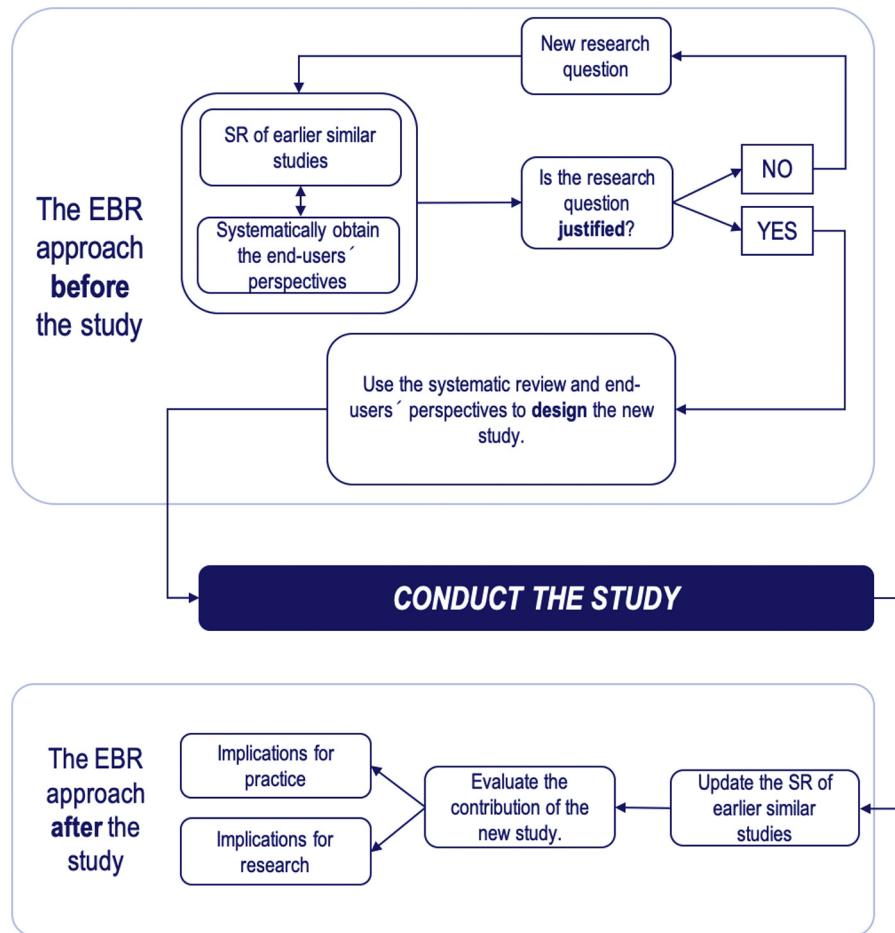 New research
question
SR of earlier similar
studies
Systematically obtain
the end-users´
perspectives
Is the research
question
justified?
NO
YES
The EBR
approach
before
the study
Use the systematic review and end-
users´ perspectives to design the new
study.
CONDUCT THE STUDY
The EBR
approach
after the
study
Implications for
practice
Implications for
research
Evaluate the
contribution of the
new study.
Update the SR of
earlier similar
studies